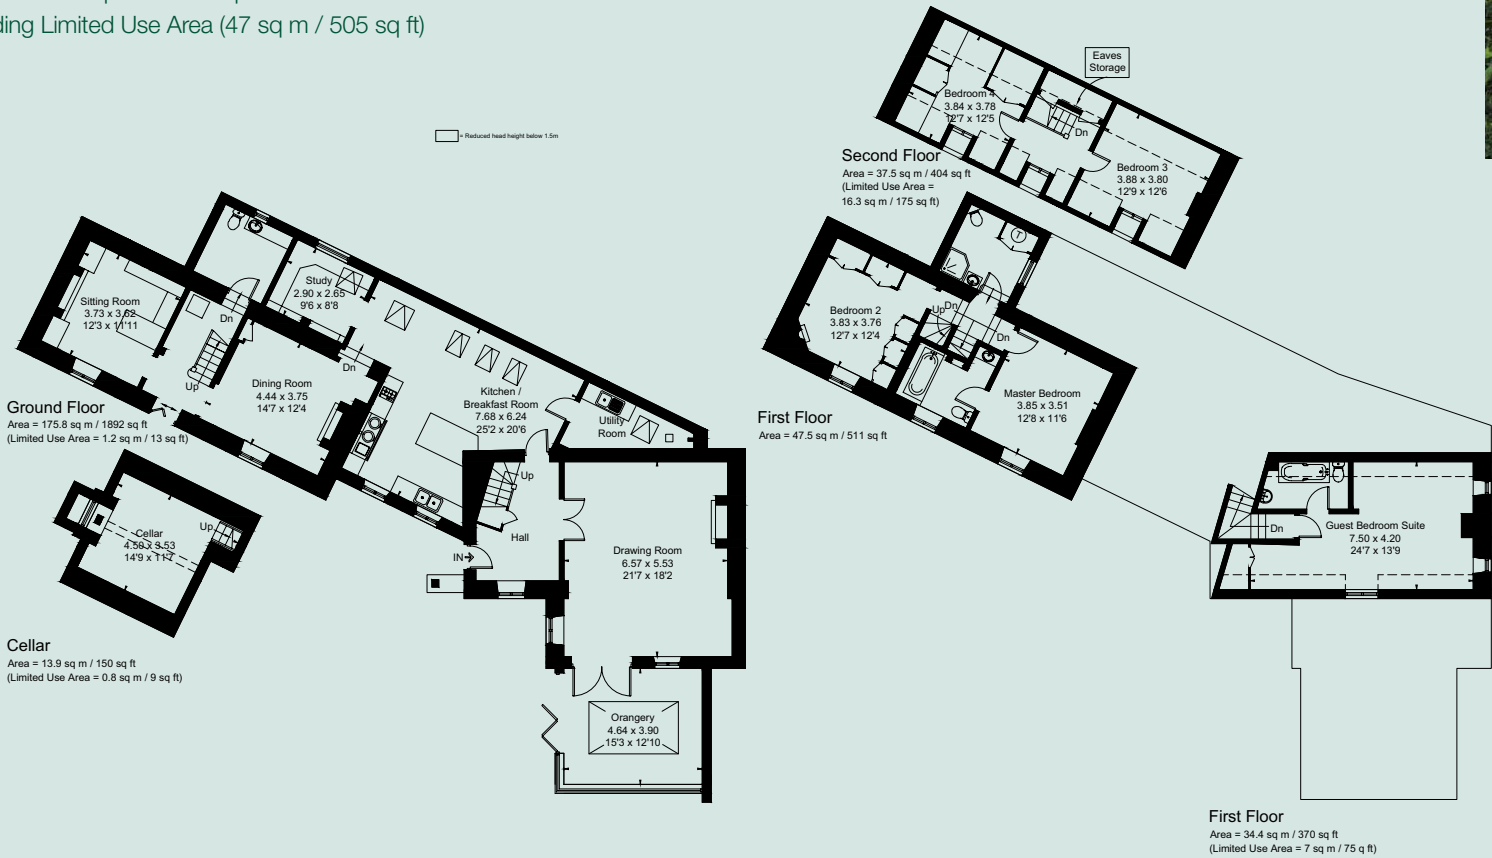 ding Limited Use Area (47 sq m / 505 sq ft)
= Reduced head height below 1.5m
Eaves
Storage
Bedroom 4
3.84 x 3.78
12'7 x 12'5
Dn
Bedroom 3
3.88 x 3.80
12'9 x 12'6
Second Floor
Area = 37.5 sq m / 404 sq ft
(Limited Use Area =
16.3 sq m / 175 sq ft)
Sitting Room
3.73 x 3.62
12'3 x 11'11
Study
2.90 x 2.65
9'6 x 8'8
Dn
Up
Dining Room
4.44 x 3.75
14'7 x 12'4
Dn
Kitchen /
Breakfast Room
7.68 x 6.24
25'2 x 20'6
Utility
Room
Ground Floor
Area = 175.8 sq m / 1892 sq ft
(Limited Use Area = 1.2 sq m / 13 sq ft)
Up
Hall
IN
Drawing Room
6.57 x 5.53
21'7 x 18'2
Orangery
4.64 x 3.90
15'3 x 12'10
Cellar
4.50 x 3.53
14'9 x 11'7
Up
Cellar
Area = 13.9 sq m / 150 sq ft
(Limited Use Area = 0.8 sq m / 9 sq ft)
T
Bedroom 2
3.83 x 3.76
12'7 x 12'4
Up
Dn
Dn
Master Bedroom
3.85 x 3.51
12'8 x 11'6
First Floor
Area = 47.5 sq m / 511 sq ft
Dn
Guest Bedroom Suite
7.50 x 4.20
24'7 x 13'9
First Floor
Area = 34.4 sq m / 370 sq ft
(Limited Use Area = 7 sq m / 75 q ft)